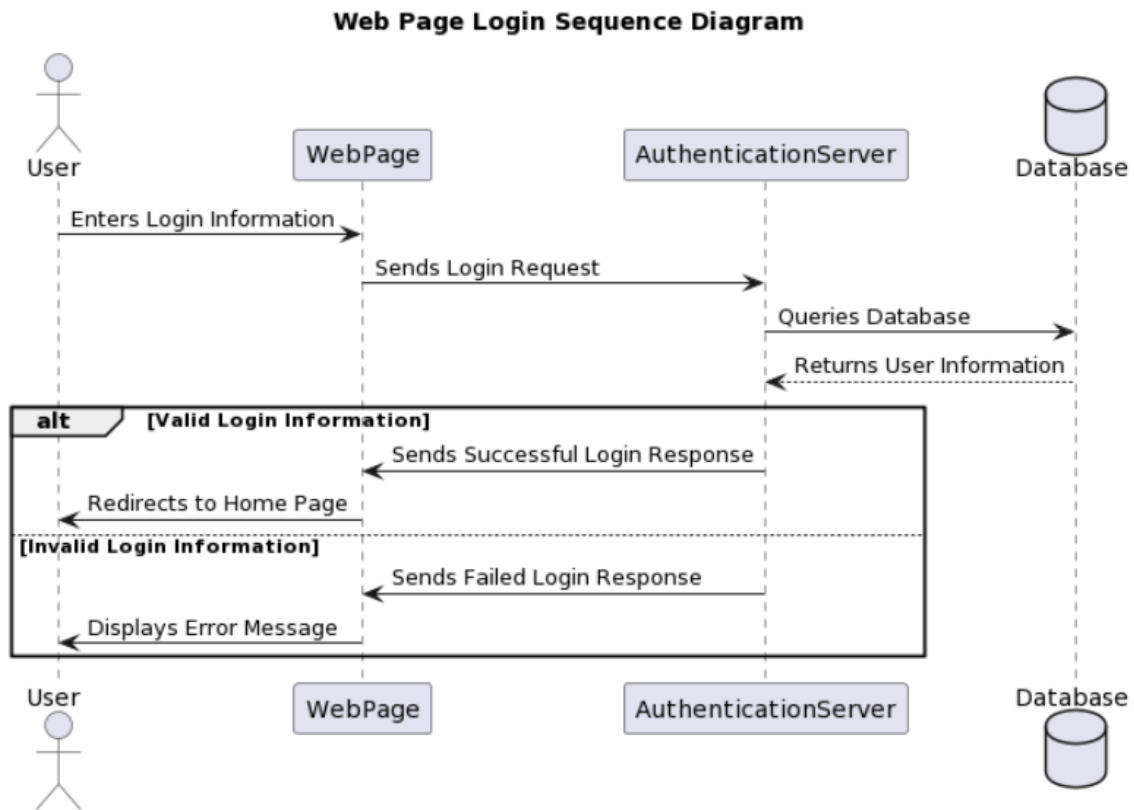 Web Page Login Sequence Diagram
User
WebPage
AuthenticationServer
Database
Enters Login Information
Sends Login Request
Queries Database
Returns User Information
alt [Valid Login Information]
Sends Successful Login Response
Redirects to Home Page
[Invalid Login Information]
Sends Failed Login Response
Displays Error Message
User
WebPage
AuthenticationServer
Database